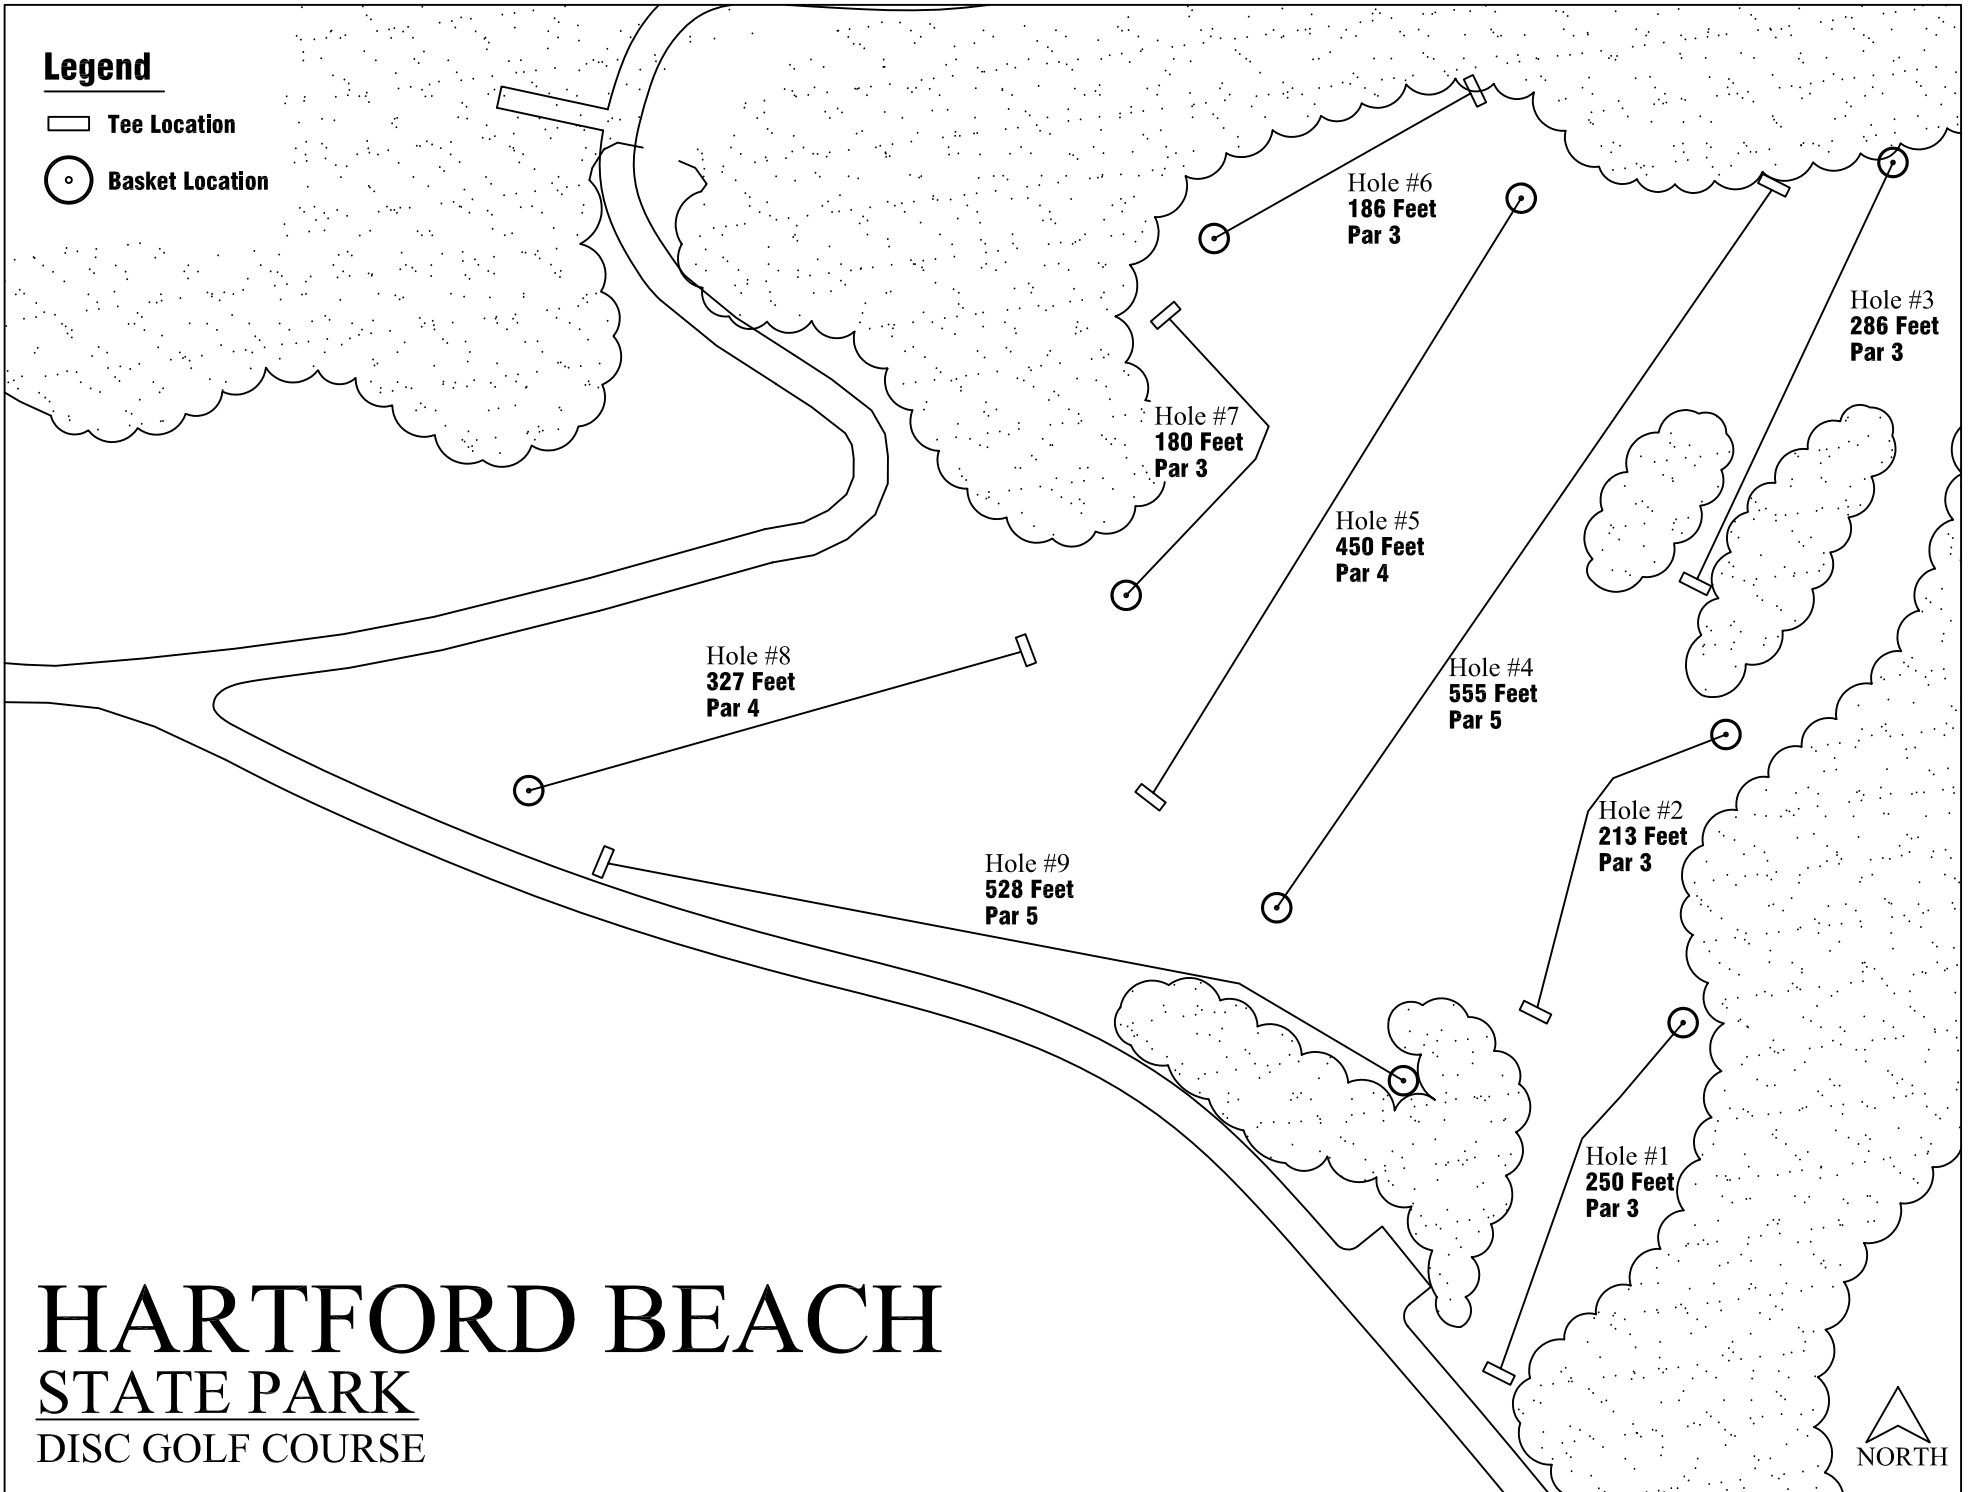 Legend
Tee Location
Basket Location
Hole #6
186 Feet
Par 3
Hole #3
286 Feet
Par 3
Hole #7
180 Feet
Par 3
Hole #5
450 Feet
Par 4
Hole #8
327 Feet
Par 4
Hole #4
555 Feet
Par 5
Hole #2
213 Feet
Par 3
Hole #9
528 Feet
Par 5
Hole #1
250 Feet
Par 3
HARTFORD BEACH
STATE PARK
DISC GOLF COURSE
NORTH